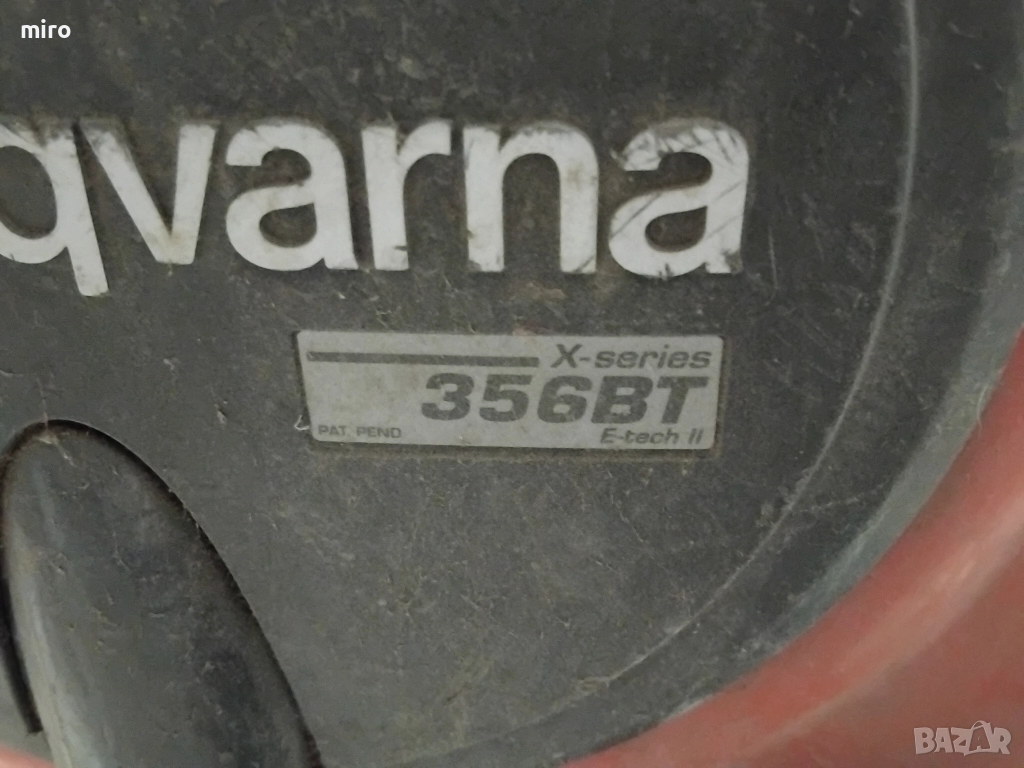 miro
qvarna
X-series
356BT
PAT. PEND
E-tech II
BAZAR